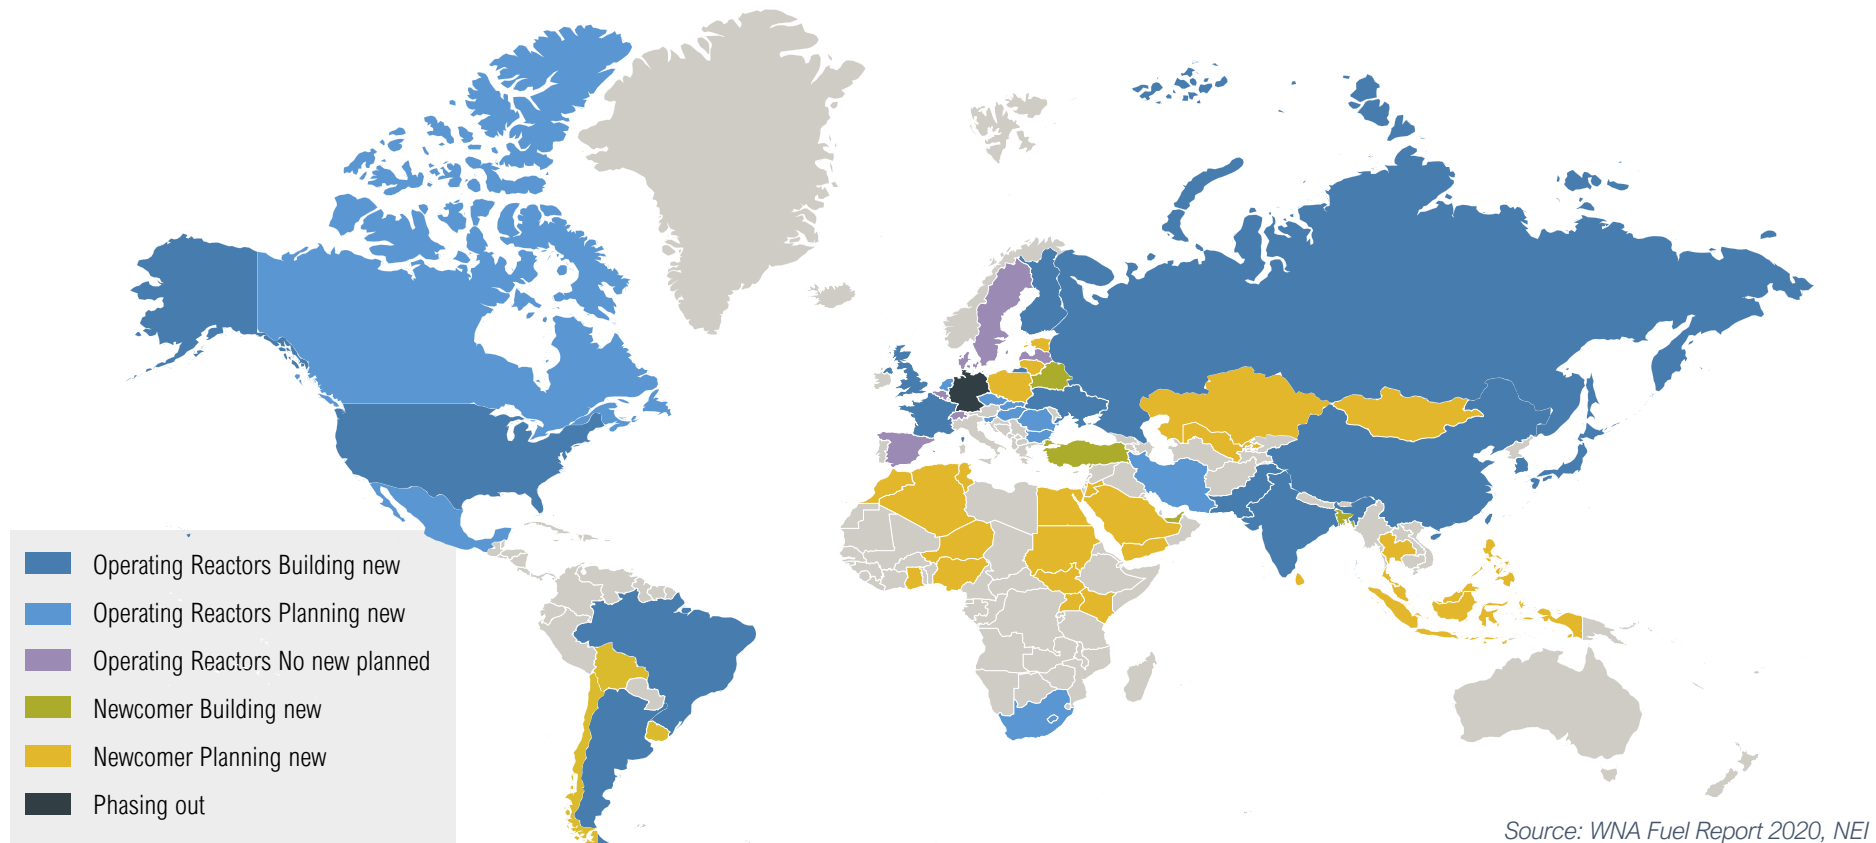 Operating Reactors Building new
Operating Reactors Planning new
Operating Reactors No new planned
Newcomer Building new
Newcomer Planning new
Phasing out
Source: WNA Fuel Report 2020, NEI